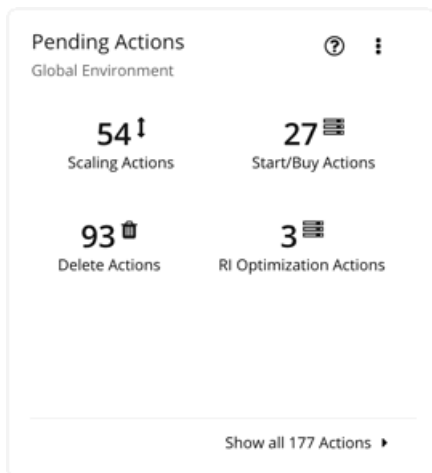 Pending Actions
Global Environment
54
Scaling Actions
27
Start/Buy Actions
93
Delete Actions
3
RI Optimization Actions
Show all 177 Actions